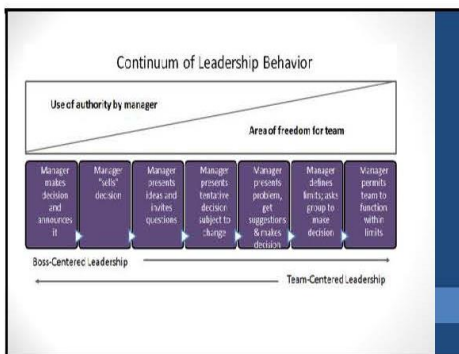 Continuum of Leadership Behavior
Use of authority by manager
Area of freedom for team
Manager
makes
decision
and
announces
it
Manager
"sells"
decision
Manager
presents
ideas and
invites
questions
Manager
presents
tentative
decision
subject to
change
Manager
presents
problem,
get
suggestions
& makes
decision
Manager
defines
limits; asks
group to
make
decision
Manager
permits
team to
function
within
limits
Boss-Centered Leadership
Team-Centered Leadership